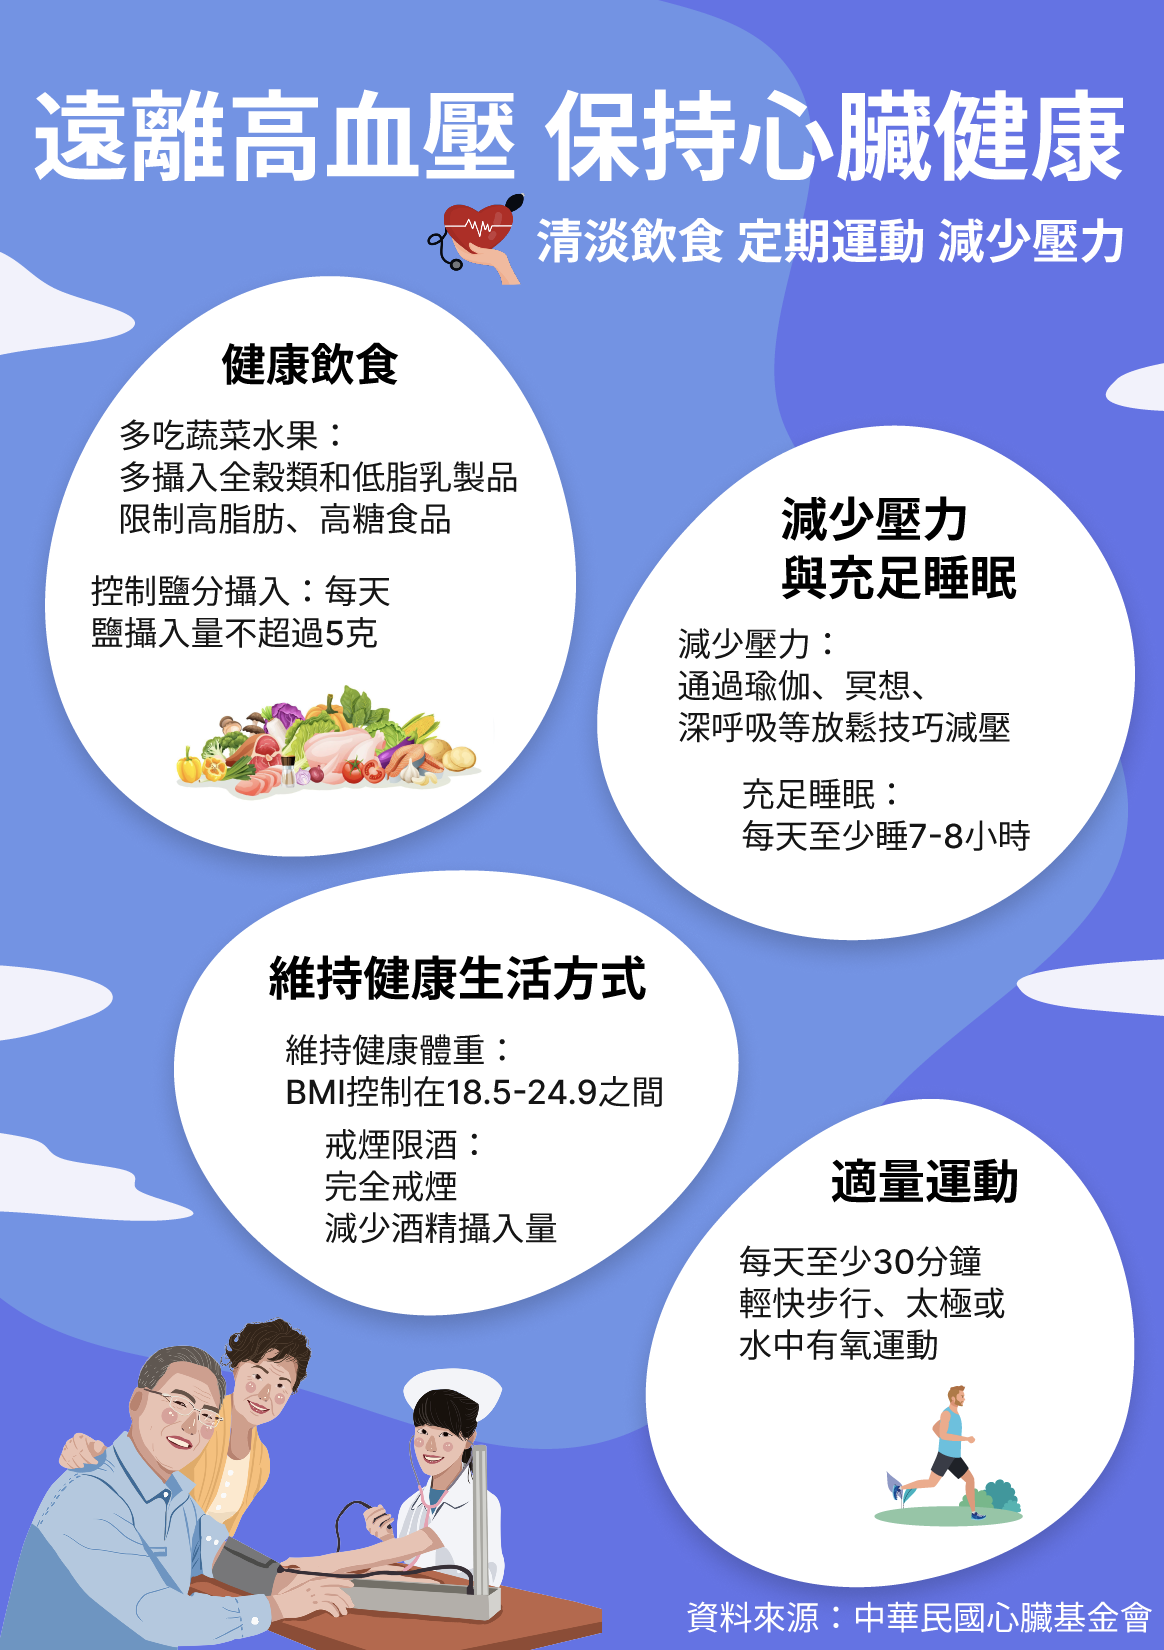 遠離高血壓 保持心臟健康
清淡飲食 定期運動 減少壓力
健康飲食
多吃蔬菜水果：
多攝入全穀類和低脂乳製品
限制高脂肪、高糖食品
控制鹽分攝入：每天
鹽攝入量不超過5克
減少壓力
與充足睡眠
減少壓力：
通過瑜伽、冥想、
深呼吸等放鬆技巧減壓
充足睡眠：
每天至少睡7-8小時
維持健康生活方式
維持健康體重：
BMI控制在18.5-24.9之間
戒煙限酒：
完全戒煙
減少酒精攝入量
適量運動
每天至少30分鐘
輕快步行、太極或
水中有氧運動
資料來源：中華民國心臟基金會